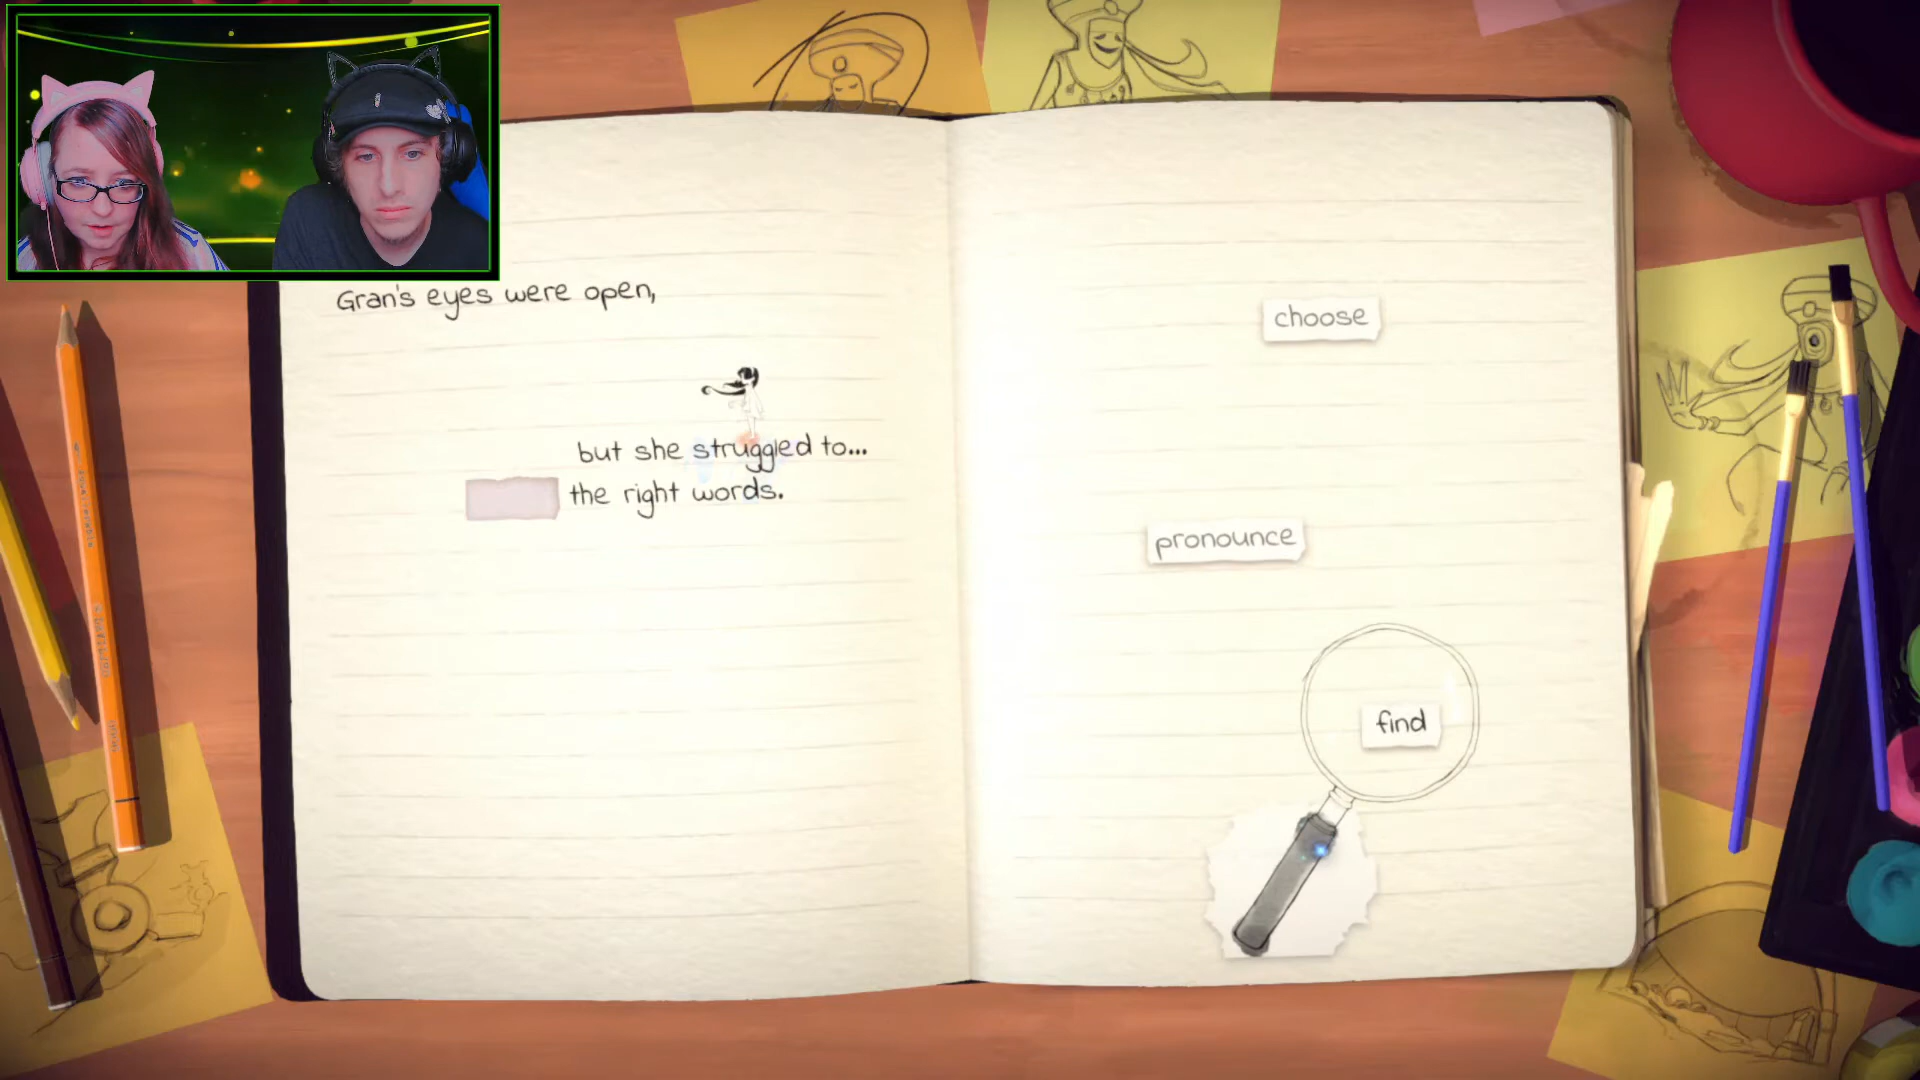 Gran's eyes were open,
but she struggled to...
the right words.
choose
pronounce
find